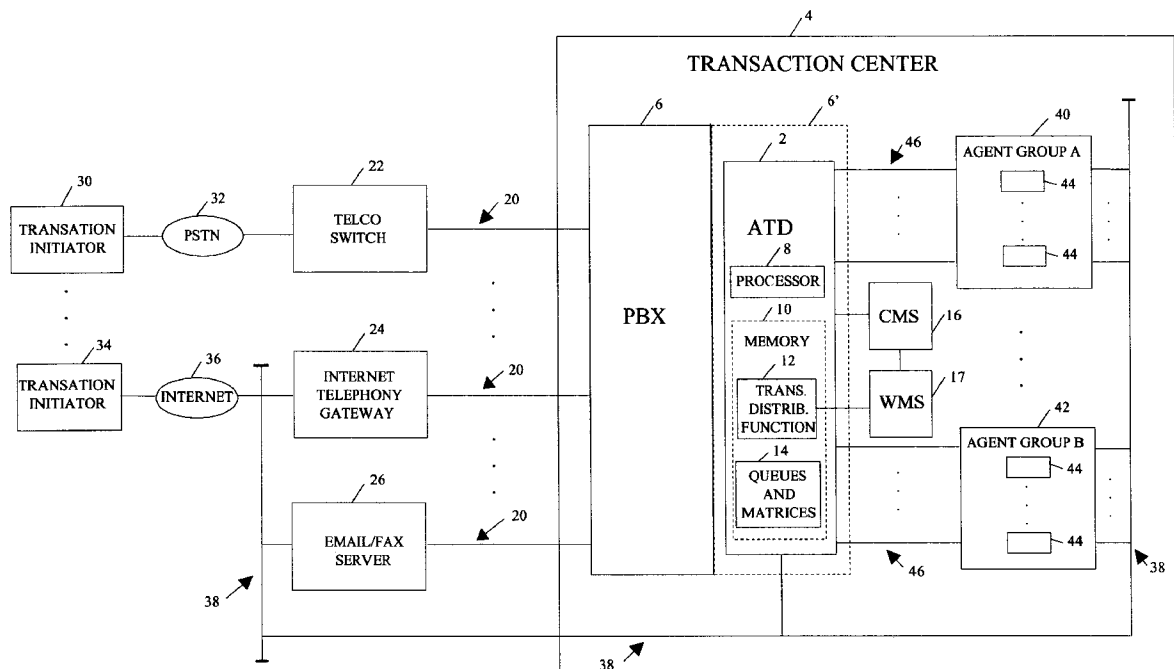 4
TRANSACTION CENTER
6
6'
2
40
46
AGENT GROUP A
44
44
30
TRANSATION
INITIATOR
32
PSTN
22
TELCO
SWITCH
20
PBX
ATD
8
PROCESSOR
10
MEMORY
12
TRANS.
DISTRIB.
FUNCTION
14
QUEUES
AND
MATRICES
CMS
16
17
WMS
34
TRANSATION
INITIATOR
36
INTERNET
24
INTERNET
TELEPHONY
GATEWAY
20
42
AGENT GROUP B
44
44
26
EMAIL/FAX
SERVER
20
46
38
38
38